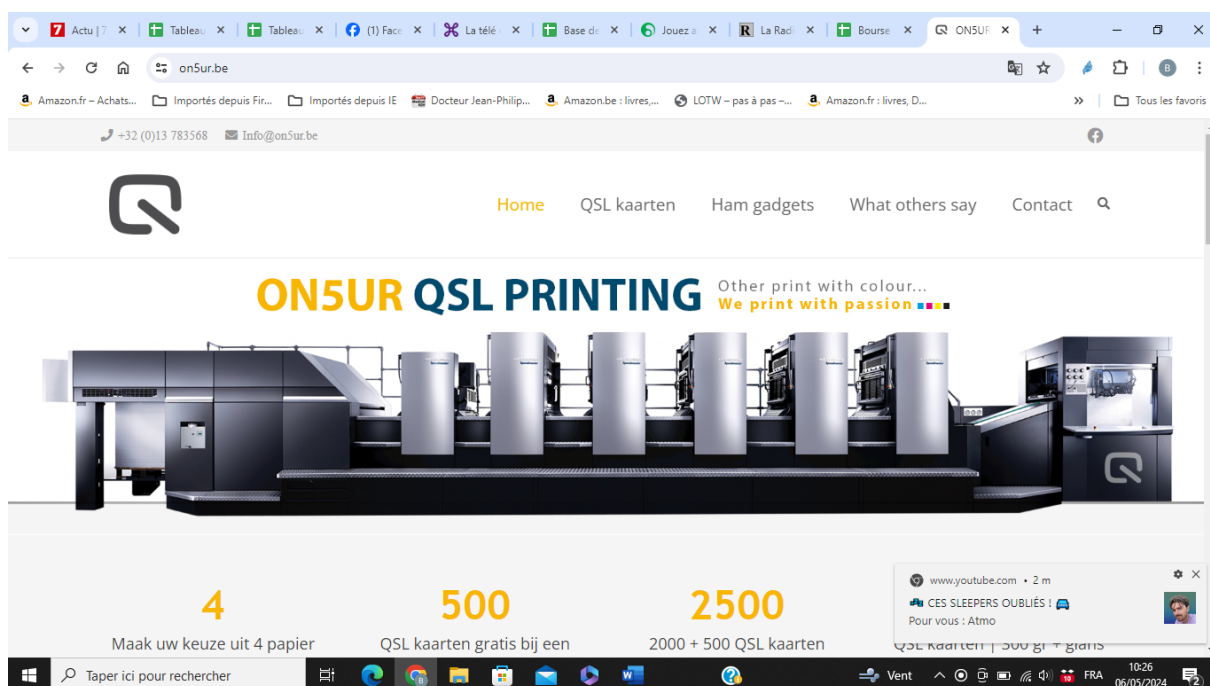 Actu | 7
Tableau
Tableau
(1) Face
La télé
Base de
Jouez a
La Radi
Bourse
ON5UR
on5ur.be
Amazon.fr – Achats...
Importés depuis Fir...
Importés depuis IE
Docteur Jean-Philip...
Amazon.be : livres,...
LOTW – pas à pas –...
Amazon.fr : livres, D...
Tous les favoris
+32 (0)13 783568 Info@on5ur.be
Home QSL kaarten Ham gadgets What others say Contact
ON5UR QSL PRINTING
Other print with colour...
We print with passion
4
Maak uw keuze uit 4 papier
500
QSL kaarten gratis bij een
2500
2000 + 500 QSL kaarten
QSL kaarten | 300 gr + glans
www.youtube.com • 2 m
CES SLEEPERS OUBLIÉS !
Pour vous : Atmo
Taper ici pour rechercher
Vent
FRA
10:26
06/05/2024